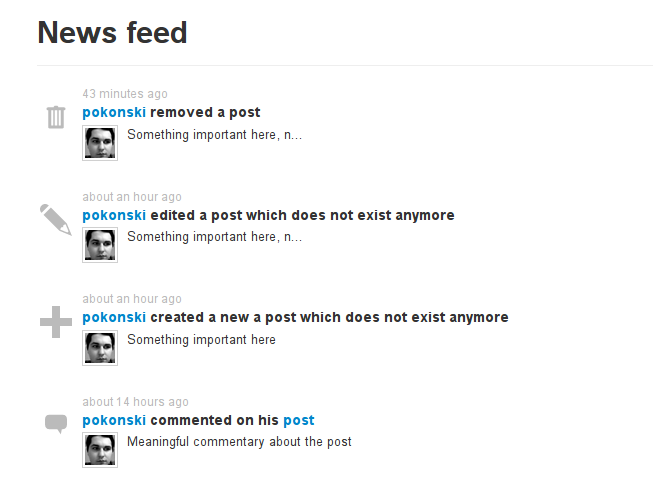 News feed
43 minutes ago
pokonski removed a post
Something important here, n...
about an hour ago
pokonski edited a post which does not exist anymore
Something important here, n...
about an hour ago
pokonski created a new a post which does not exist anymore
Something important here
about 14 hours ago
pokonski commented on his post
Meaningful commentary about the post